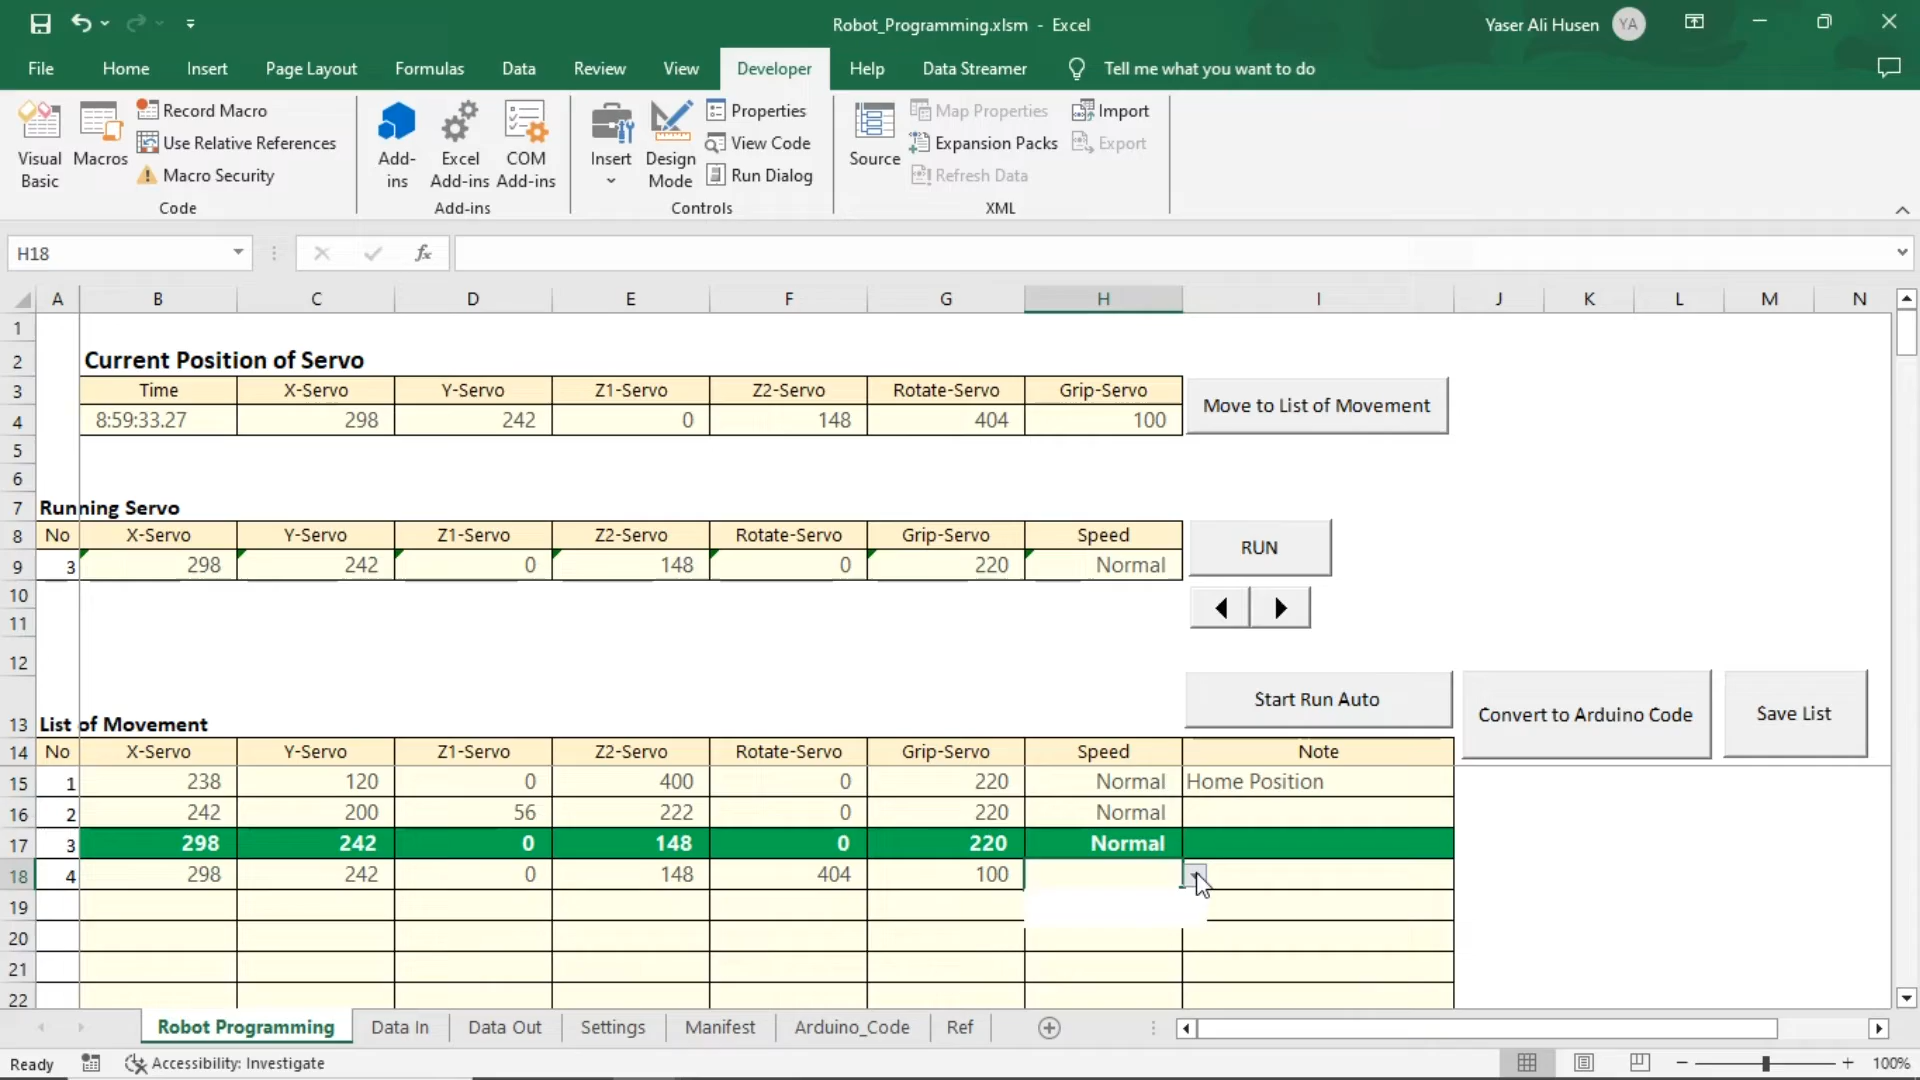 Robot_Programming.xlsm - Excel
Yaser Ali Husen YA
File Home Insert Page Layout Formulas Data Review View Developer Help Data Streamer Tell me what you want to do
Visual Basic
Macros
Record Macro
Use Relative References
Macro Security
Code
Add-ins
Excel Add-ins
COM Add-ins
Add-ins
Insert
Design Mode
Properties
View Code
Run Dialog
Controls
Source
Map Properties
Expansion Packs
Refresh Data
Import
Export
XML
H18 fx
A B C D E F G H I J K L M N
1
2 Current Position of Servo
3 Time X-Servo Y-Servo Z1-Servo Z2-Servo Rotate-Servo Grip-Servo
4 8:59:33.27 298 242 0 148 404 100
Move to List of Movement
5
6
7 Running Servo
8 No X-Servo Y-Servo Z1-Servo Z2-Servo Rotate-Servo Grip-Servo Speed
9 3 298 242 0 148 0 220 Normal
RUN
10
11
12
Start Run Auto
Convert to Arduino Code
Save List
13 List of Movement
14 No X-Servo Y-Servo Z1-Servo Z2-Servo Rotate-Servo Grip-Servo Speed Note
15 1 238 120 0 400 0 220 Normal Home Position
16 2 242 200 56 222 0 220 Normal
17 3 298 242 0 148 0 220 Normal
18 4 298 242 0 148 404 100
19
20
21
22
Robot Programming Data In Data Out Settings Manifest Arduino_Code Ref
Ready Accessibility: Investigate 100%